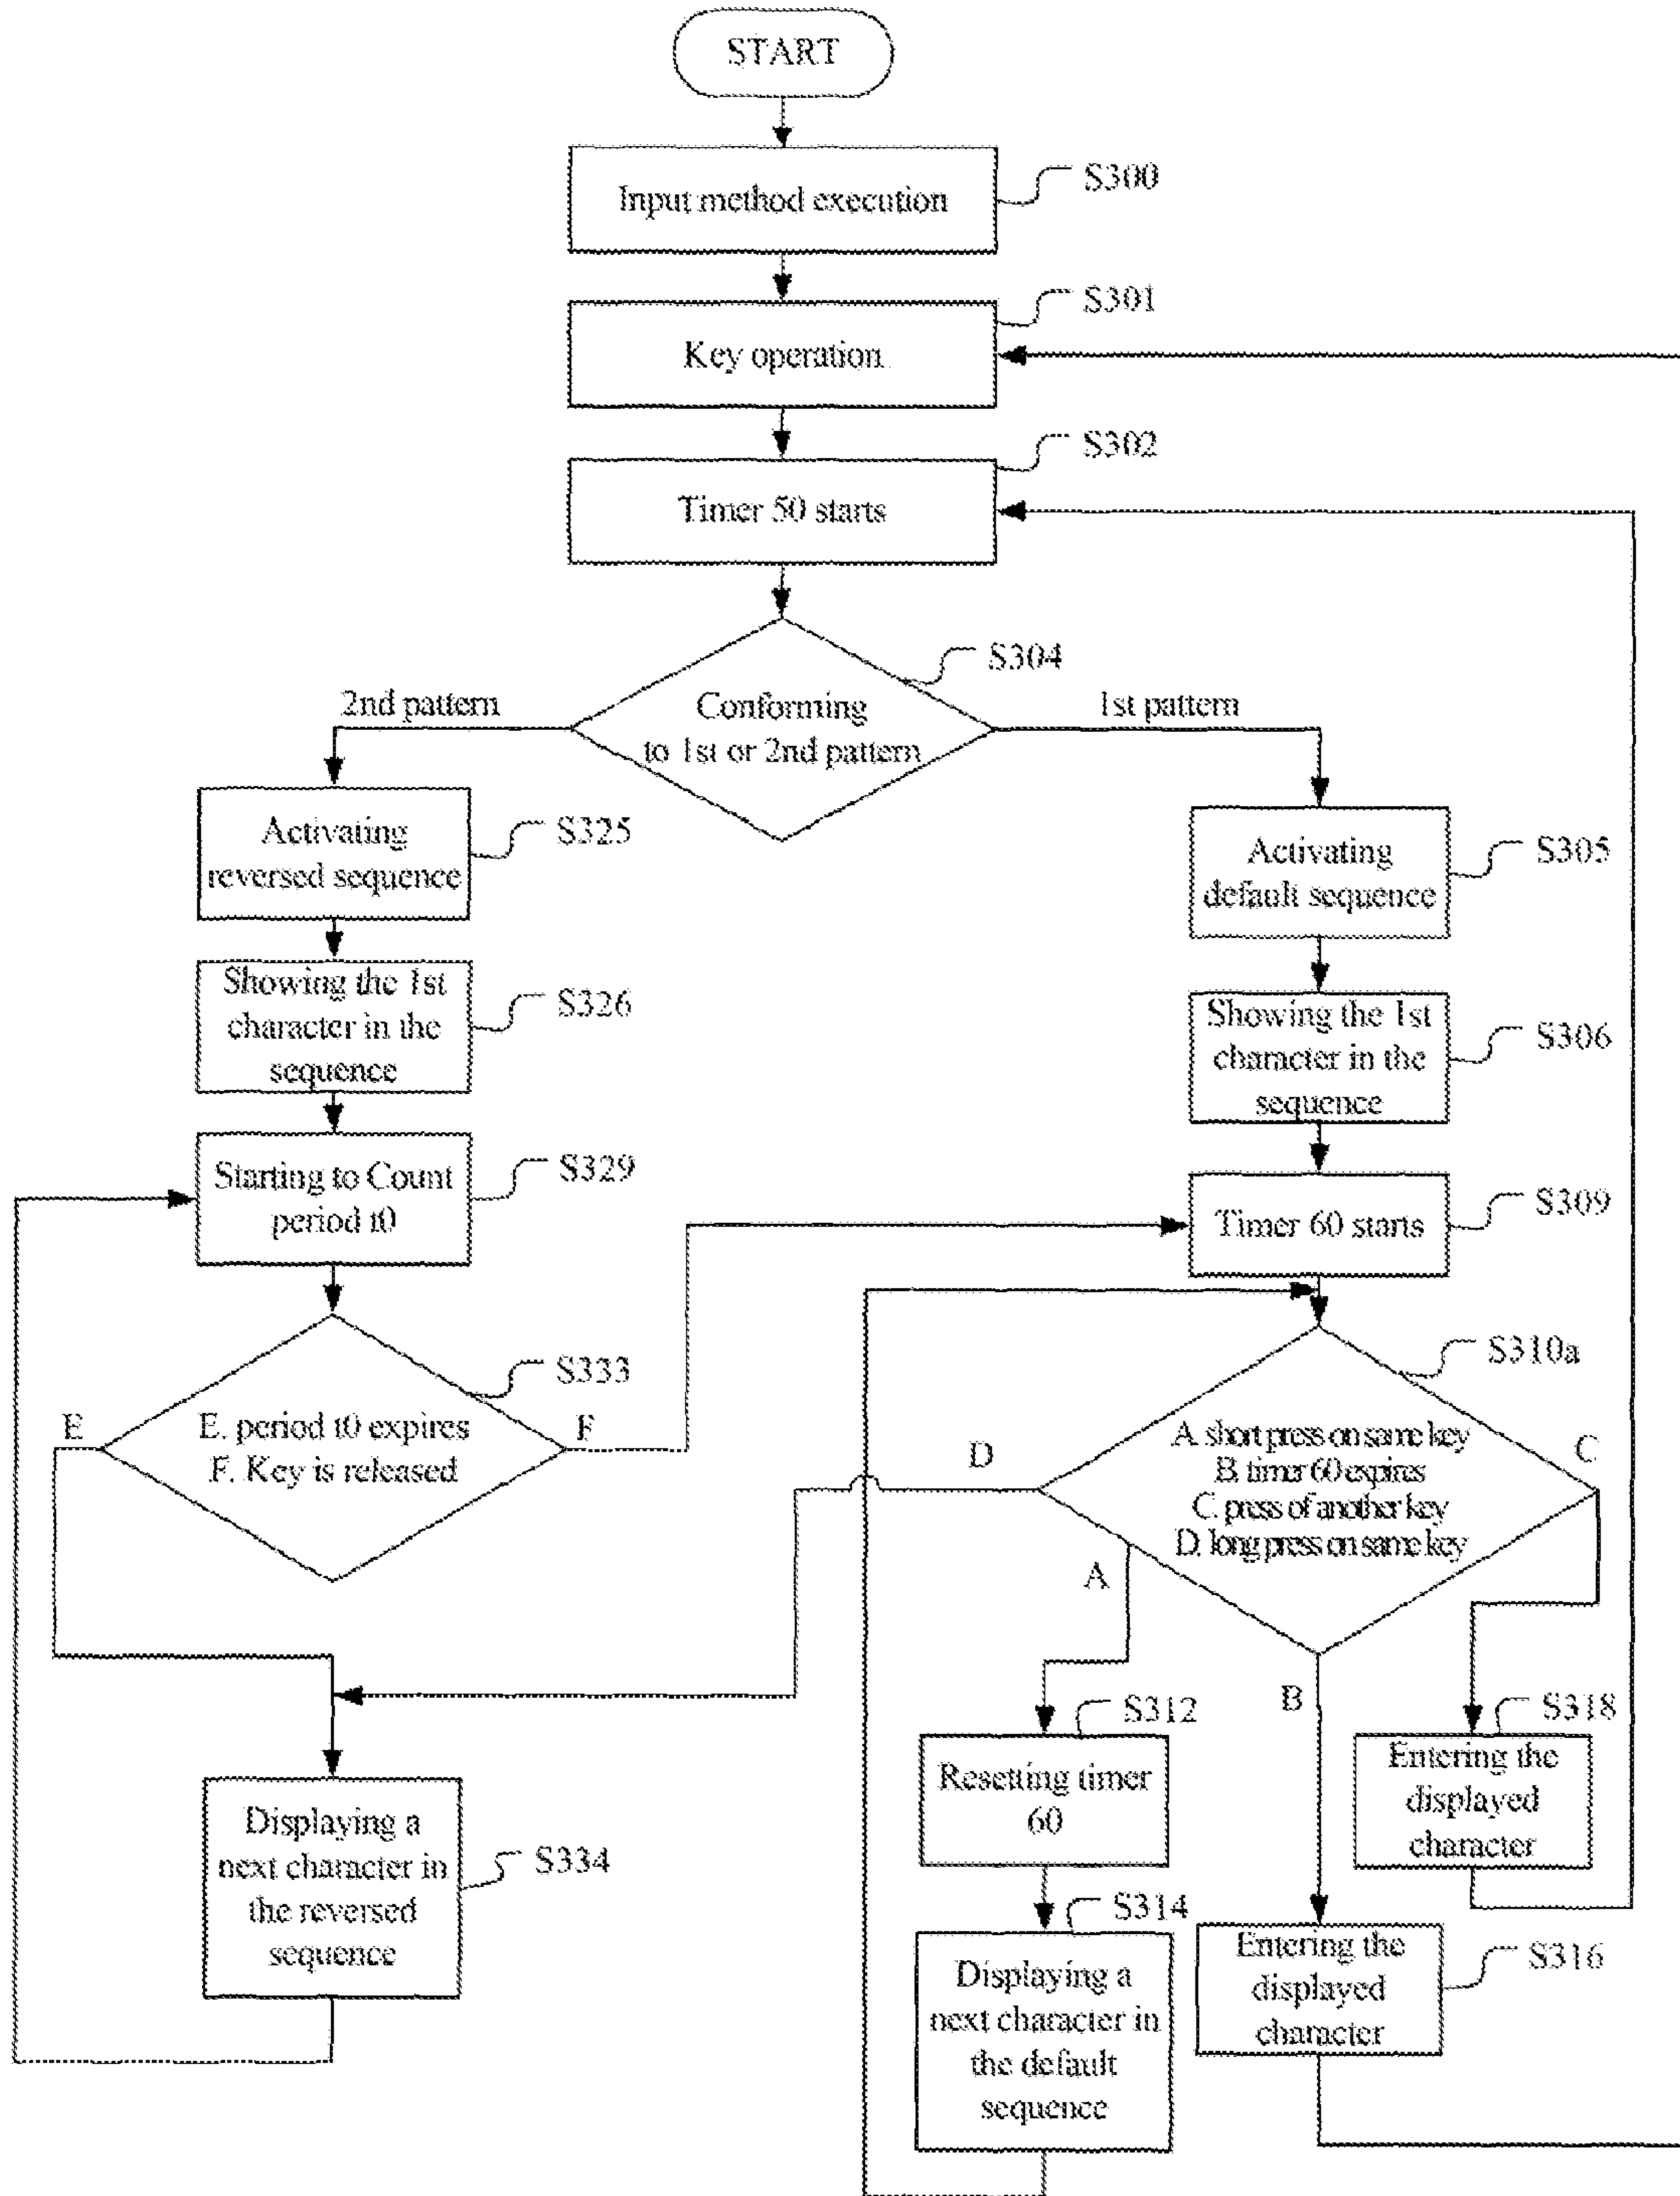 START
Input method execution
S300
Key operation
S301
Timer 50 starts
S302
Conforming
to 1st or 2nd pattern
S304
2nd pattern
1st pattern
Activating
reversed sequence
S325
Showing the 1st
character in the
sequence
S326
Starting to Count
period t0
S329
E. period t0 expires
F. Key is released
S333
E
F
Displaying a
next character in
the reversed
sequence
S334
Activating
default sequence
S305
Showing the 1st
character in the
sequence
S306
Timer 60 starts
S309
A. short press on same key
B. timer 60 expires
C. press of another key
D. long press on same key
S310a
D
C
A
B
Resetting timer
60
S312
Displaying a
next character in
the default
sequence
S314
Entering the
displayed
character
S316
Entering the
displayed
character
S318